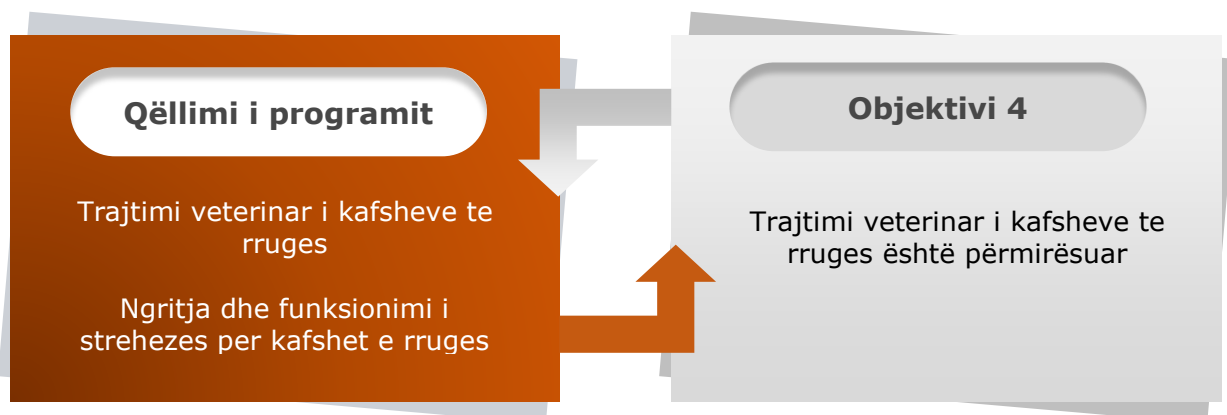 Qëllimi i programit
Trajtimi veterinar i kafsheve te
rruges
Ngritja dhe funksionimi i
strehezes per kafshet e rruges
Objektivi 4
Trajtimi veterinar i kafsheve te
rruges është përmirësuar